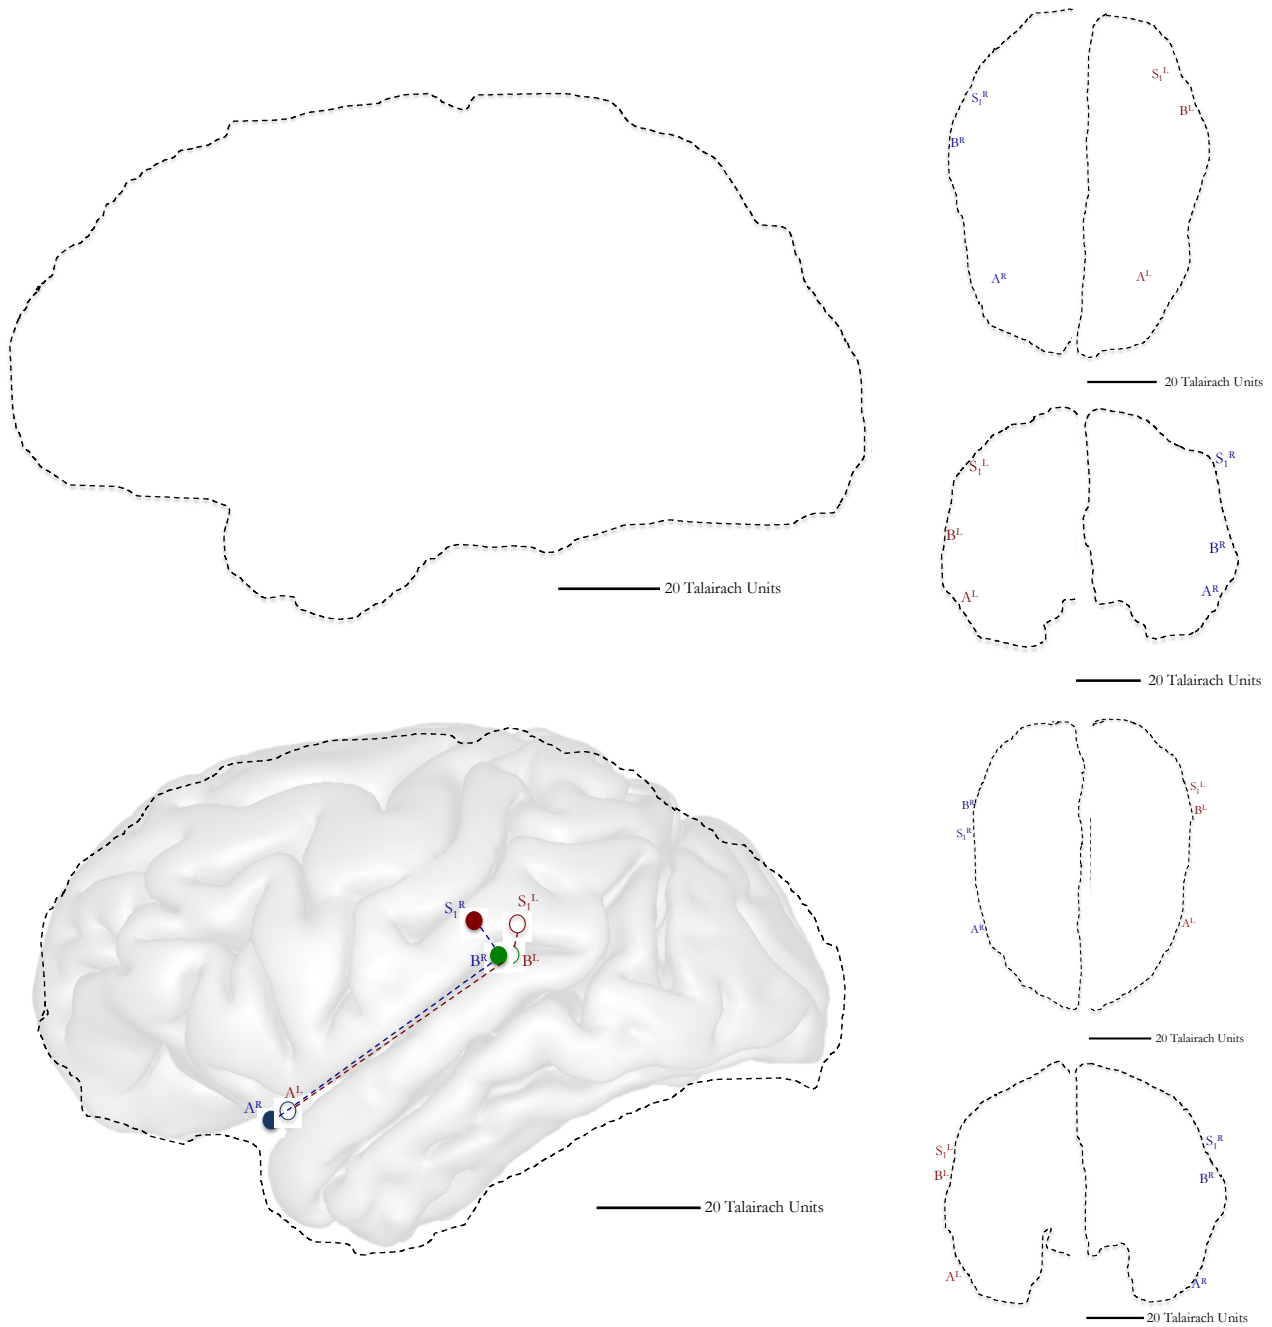 S₁ᴸ
S₁ᴿ
Bᴸ
Bᴿ
Aᴸ
Aᴿ
20 Talairach Units
S₁ᴿ
S₁ᴸ
Bᴸ
Bᴿ
Aᴿ
Aᴸ
20 Talairach Units
20 Talairach Units
S₁ᴸ
Bᴿ
Bᴸ
S₁ᴿ
Aᴸ
Aᴿ
20 Talairach Units
S₁ᴸ
S₁ᴿ
Bᴿ
Bᴸ
Aᴸ
Aᴿ
20 Talairach Units
S₁ᴿ
S₁ᴸ
Bᴸ
Bᴿ
Aᴸ
Aᴿ
20 Talairach Units